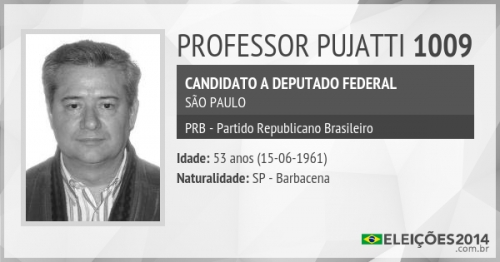 PROFESSOR PUJATTI 1009
CANDIDATO A DEPUTADO FEDERAL
SÃO PAULO
PRB - Partido Republicano Brasileiro
Idade: 53 anos (15-06-1961)
Naturalidade: SP - Barbacena
ELEIÇÕES2014
.com.br